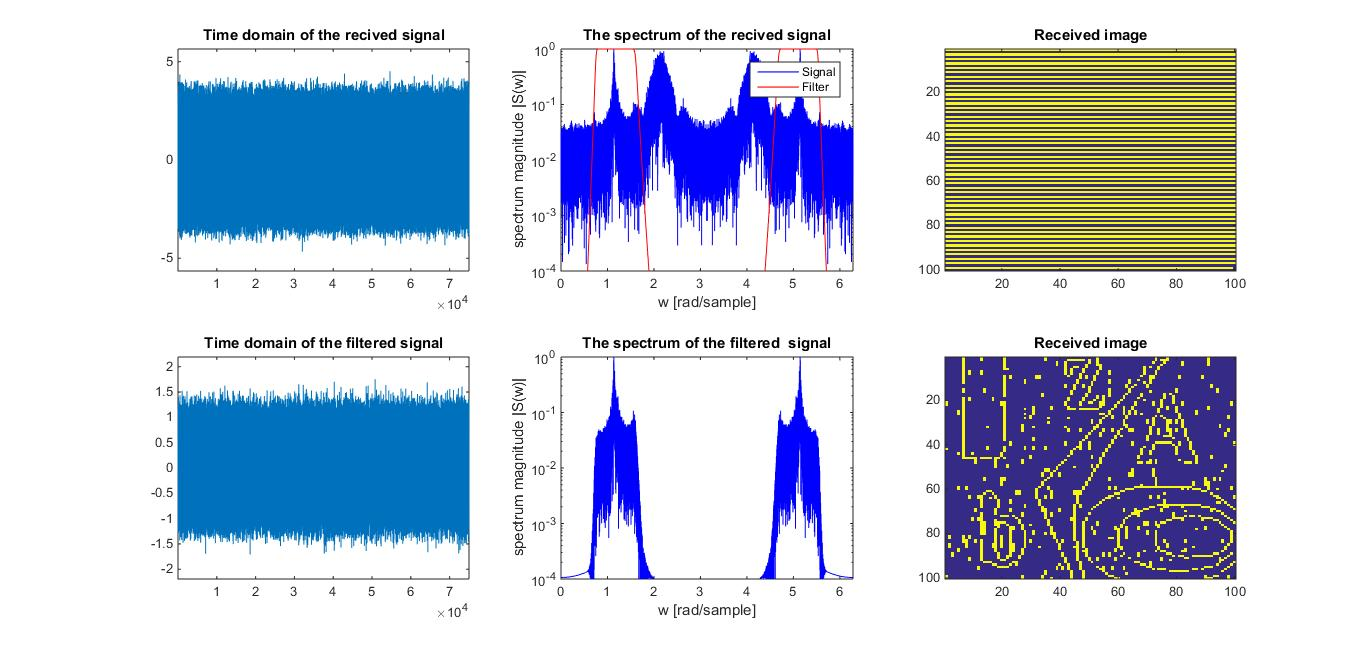 Time domain of the recived signal
5
0
-5
1 2 3 4 5 6 7
×10^4
The spectrum of the recived signal
spectrum magnitude |S(w)|
10^0
10^-1
10^-2
10^-3
10^-4
Signal
Filter
0 1 2 3 4 5 6
w [rad/sample]
Received image
20
40
60
80
100
20 40 60 80 100
Time domain of the filtered signal
2
1.5
1
0.5
0
-0.5
-1
-1.5
-2
1 2 3 4 5 6 7
×10^4
The spectrum of the filtered signal
spectrum magnitude |S(w)|
10^0
10^-1
10^-2
10^-3
10^-4
0 1 2 3 4 5 6
w [rad/sample]
Received image
20
40
60
80
100
20 40 60 80 100